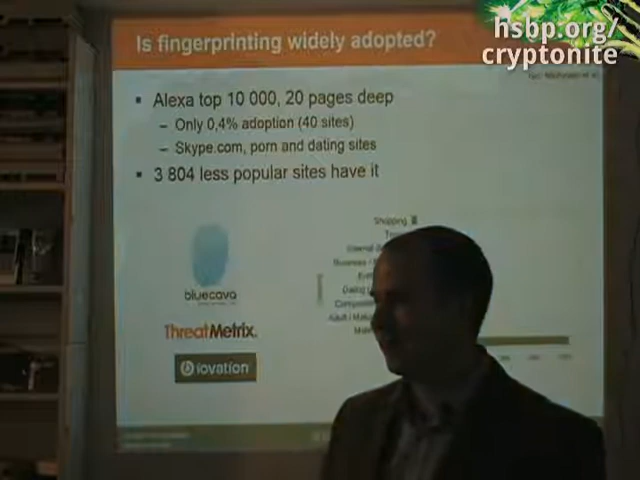 hsbp.org/
cryptonite
Is fingerprinting widely adopted?
▪ Alexa top 10 000, 20 pages deep
– Only 0,4% adoption (40 sites)
– Skype.com, porn and dating sites
▪ 3 804 less popular sites have it
Shopping
bluecava
ThreatMetrix.
iovation